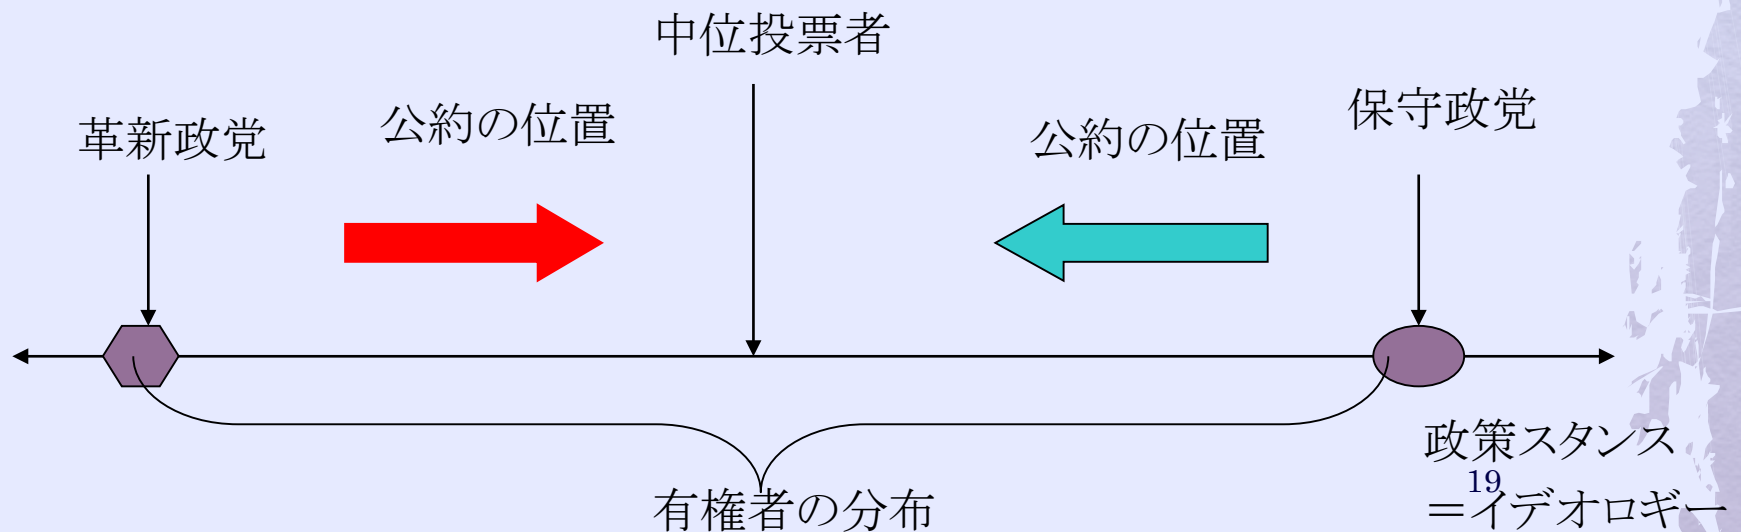 中位投票者
革新政党
公約の位置
公約の位置
保守政党
有権者の分布
政策スタンス
＝イデオロギー
19